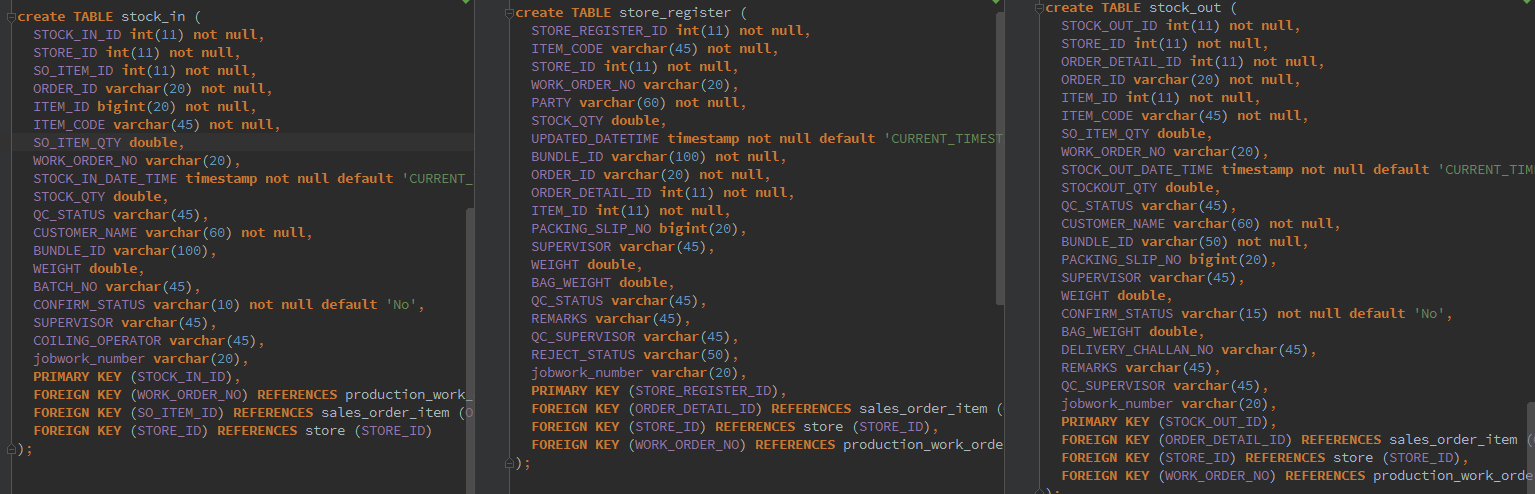 create TABLE stock_in (
STOCK_IN_ID int(11) not null,
STORE_ID int(11) not null,
SO_ITEM_ID int(11) not null,
ORDER_ID varchar(20) not null,
ITEM_ID bigint(20) not null,
ITEM_CODE varchar(45) not null,
SO_ITEM_QTY double,
WORK_ORDER_NO varchar(20),
STOCK_IN_DATE_TIME timestamp not null default 'CURRENT_
STOCK_QTY double,
QC_STATUS varchar(45),
CUSTOMER_NAME varchar(60) not null,
BUNDLE_ID varchar(100),
WEIGHT double,
BATCH_NO varchar(45),
CONFIRM_STATUS varchar(10) not null default 'No',
SUPERVISOR varchar(45),
COILING_OPERATOR varchar(45),
jobwork_number varchar(20),
PRIMARY KEY (STOCK_IN_ID),
FOREIGN KEY (WORK_ORDER_NO) REFERENCES production_work_
FOREIGN KEY (SO_ITEM_ID) REFERENCES sales_order_item (O
FOREIGN KEY (STORE_ID) REFERENCES store (STORE_ID)
);
create TABLE store_register (
STORE_REGISTER_ID int(11) not null,
ITEM_CODE varchar(45) not null,
STORE_ID int(11) not null,
WORK_ORDER_NO varchar(20),
PARTY varchar(60) not null,
STOCK_QTY double,
UPDATED_DATETIME timestamp not null default 'CURRENT_TIMEST
BUNDLE_ID varchar(100) not null,
ORDER_ID varchar(20) not null,
ORDER_DETAIL_ID int(11) not null,
ITEM_ID int(11) not null,
PACKING_SLIP_NO bigint(20),
SUPERVISOR varchar(45),
WEIGHT double,
BAG_WEIGHT double,
QC_STATUS varchar(45),
REMARKS varchar(45),
QC_SUPERVISOR varchar(45),
REJECT_STATUS varchar(50),
jobwork_number varchar(20),
PRIMARY KEY (STORE_REGISTER_ID),
FOREIGN KEY (ORDER_DETAIL_ID) REFERENCES sales_order_item (
FOREIGN KEY (STORE_ID) REFERENCES store (STORE_ID),
FOREIGN KEY (WORK_ORDER_NO) REFERENCES production_work_orde
);
create TABLE stock_out (
STOCK_OUT_ID int(11) not null,
STORE_ID int(11) not null,
ORDER_DETAIL_ID int(11) not null,
ORDER_ID varchar(20) not null,
ITEM_ID int(11) not null,
ITEM_CODE varchar(45) not null,
SO_ITEM_QTY double,
WORK_ORDER_NO varchar(20),
STOCK_OUT_DATE_TIME timestamp not null default 'CURRENT_TIM
STOCKOUT_QTY double,
QC_STATUS varchar(45),
CUSTOMER_NAME varchar(60) not null,
BUNDLE_ID varchar(50) not null,
PACKING_SLIP_NO bigint(20),
SUPERVISOR varchar(45),
WEIGHT double,
CONFIRM_STATUS varchar(15) not null default 'No',
BAG_WEIGHT double,
DELIVERY_CHALLAN_NO varchar(45),
REMARKS varchar(45),
QC_SUPERVISOR varchar(45),
jobwork_number varchar(20),
PRIMARY KEY (STOCK_OUT_ID),
FOREIGN KEY (ORDER_DETAIL_ID) REFERENCES sales_order_item (
FOREIGN KEY (STORE_ID) REFERENCES store (STORE_ID),
FOREIGN KEY (WORK_ORDER_NO) REFERENCES production_work_orde
);